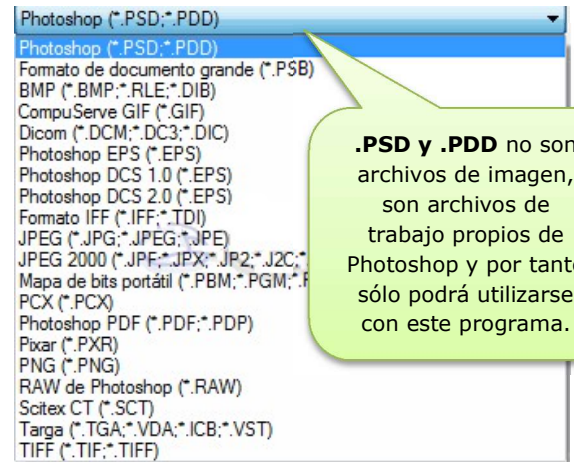 Photoshop (*.PSD;*.PDD)
Photoshop (*.PSD;*.PDD)
Formato de documento grande (*.PSB)
BMP (*.BMP;*.RLE;*.DIB)
CompuServe GIF (*.GIF)
Dicom (*.DCM;*.DC3;*.DIC)
Photoshop EPS (*.EPS)
Photoshop DCS 1.0 (*.EPS)
Photoshop DCS 2.0 (*.EPS)
Formato IFF (*.IFF;*.TDI)
JPEG (*.JPG;*.JPEG;*.JPE)
JPEG 2000 (*.JPF;*.JPX;*.JP2;*.J2C;*
Mapa de bits portátil (*.PBM;*.PGM;*
PCX (*.PCX)
Photoshop PDF (*.PDF;*.PDP)
Pixar (*.PXR)
PNG (*.PNG)
RAW de Photoshop (*.RAW)
Scitex CT (*.SCT)
Targa (*.TGA;*.VDA;*.ICB;*.VST)
TIFF (*.TIF;*.TIFF)
.PSD y .PDD no son
archivos de imagen,
son archivos de
trabajo propios de
Photoshop y por tanto
sólo podrá utilizarse
con este programa.